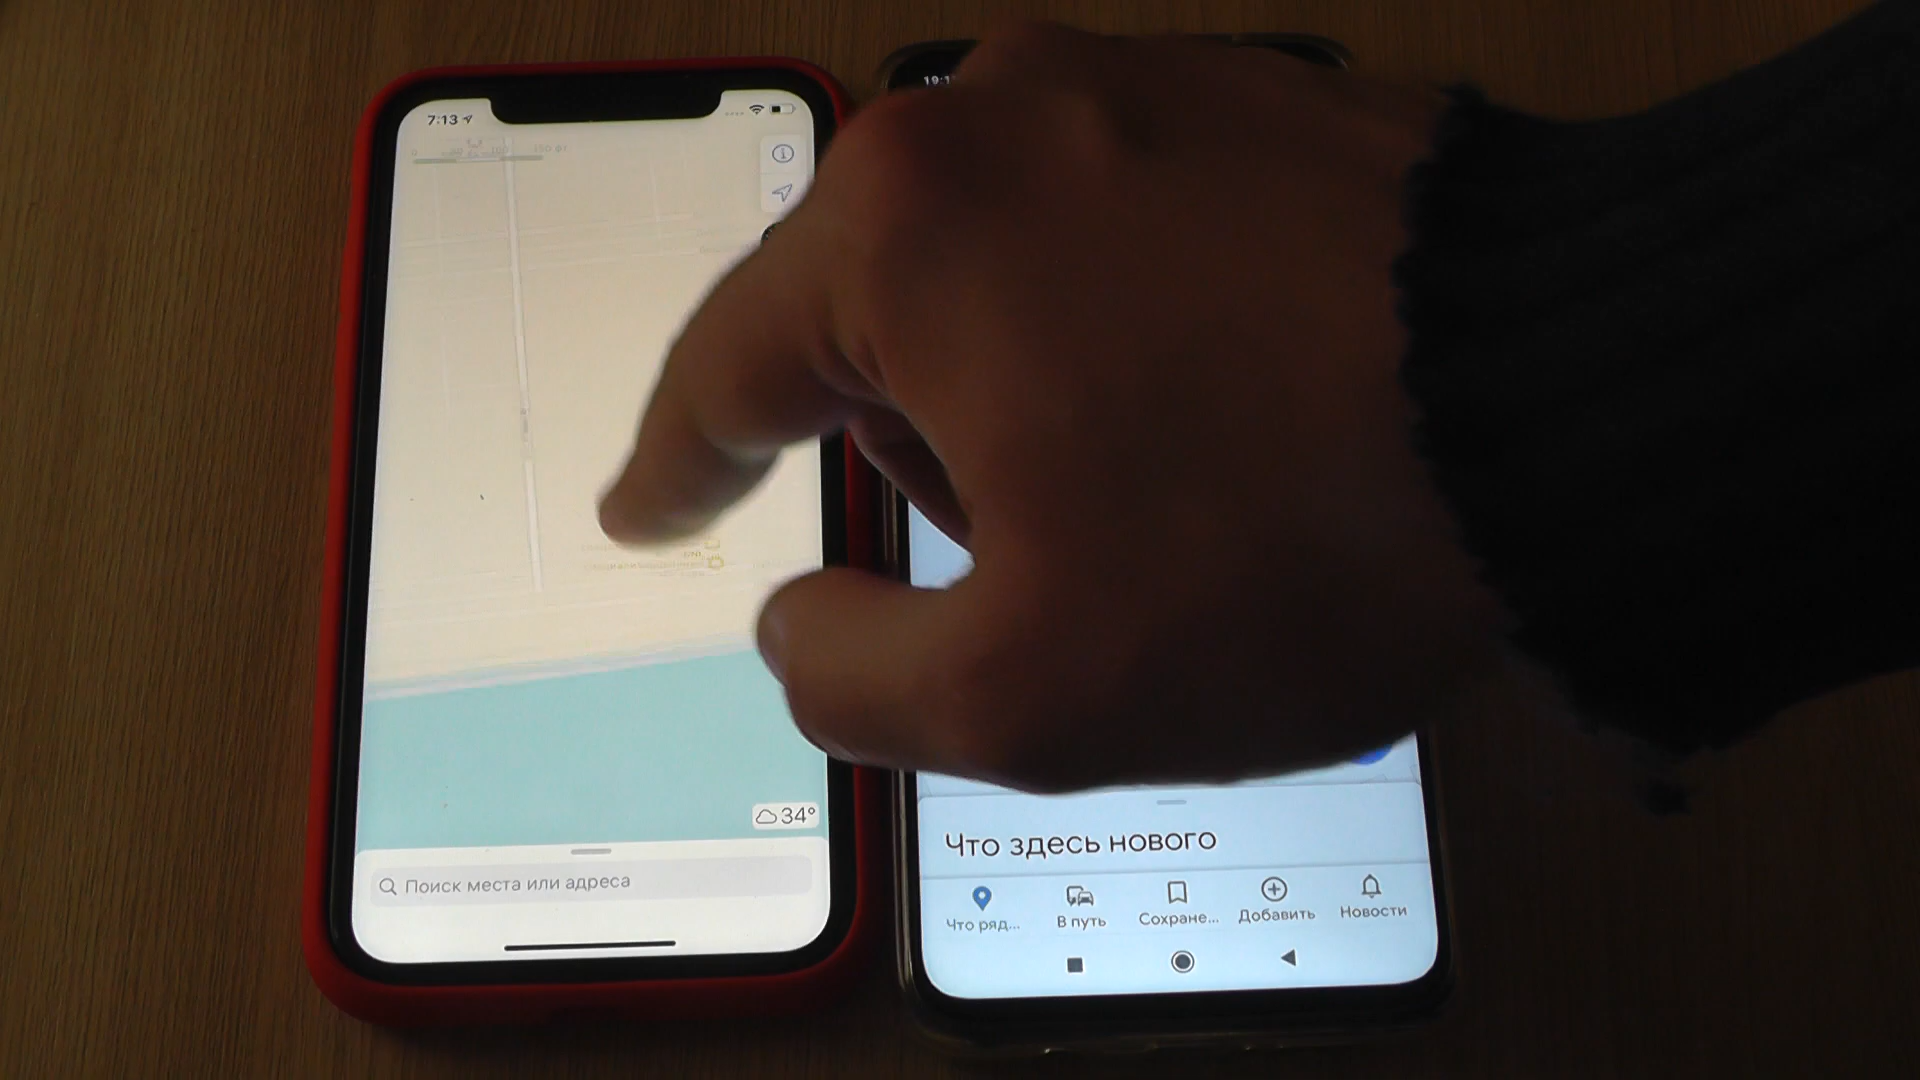 7:13
34°
Поиск места или адреса
Что здесь нового
Что ряд...
В путь
Сохране...
Добавить
Новости